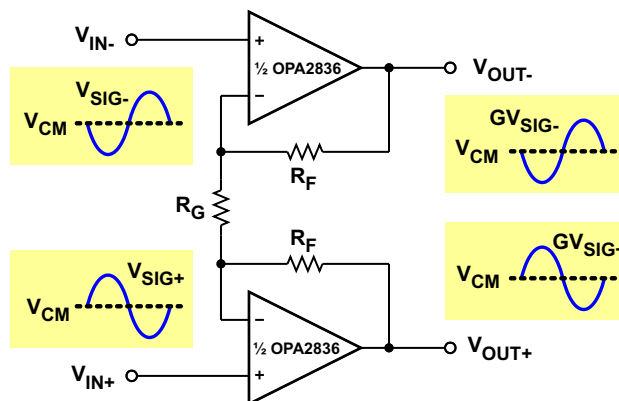 VIN-
½ OPA2836
+
−
VOUT-
VSIG-
VCM
GVSIG-
VCM
RF
RG
RF
VSIG+
VCM
GVSIG
VCM
−
½ OPA2836
+
VOUT+
VIN+